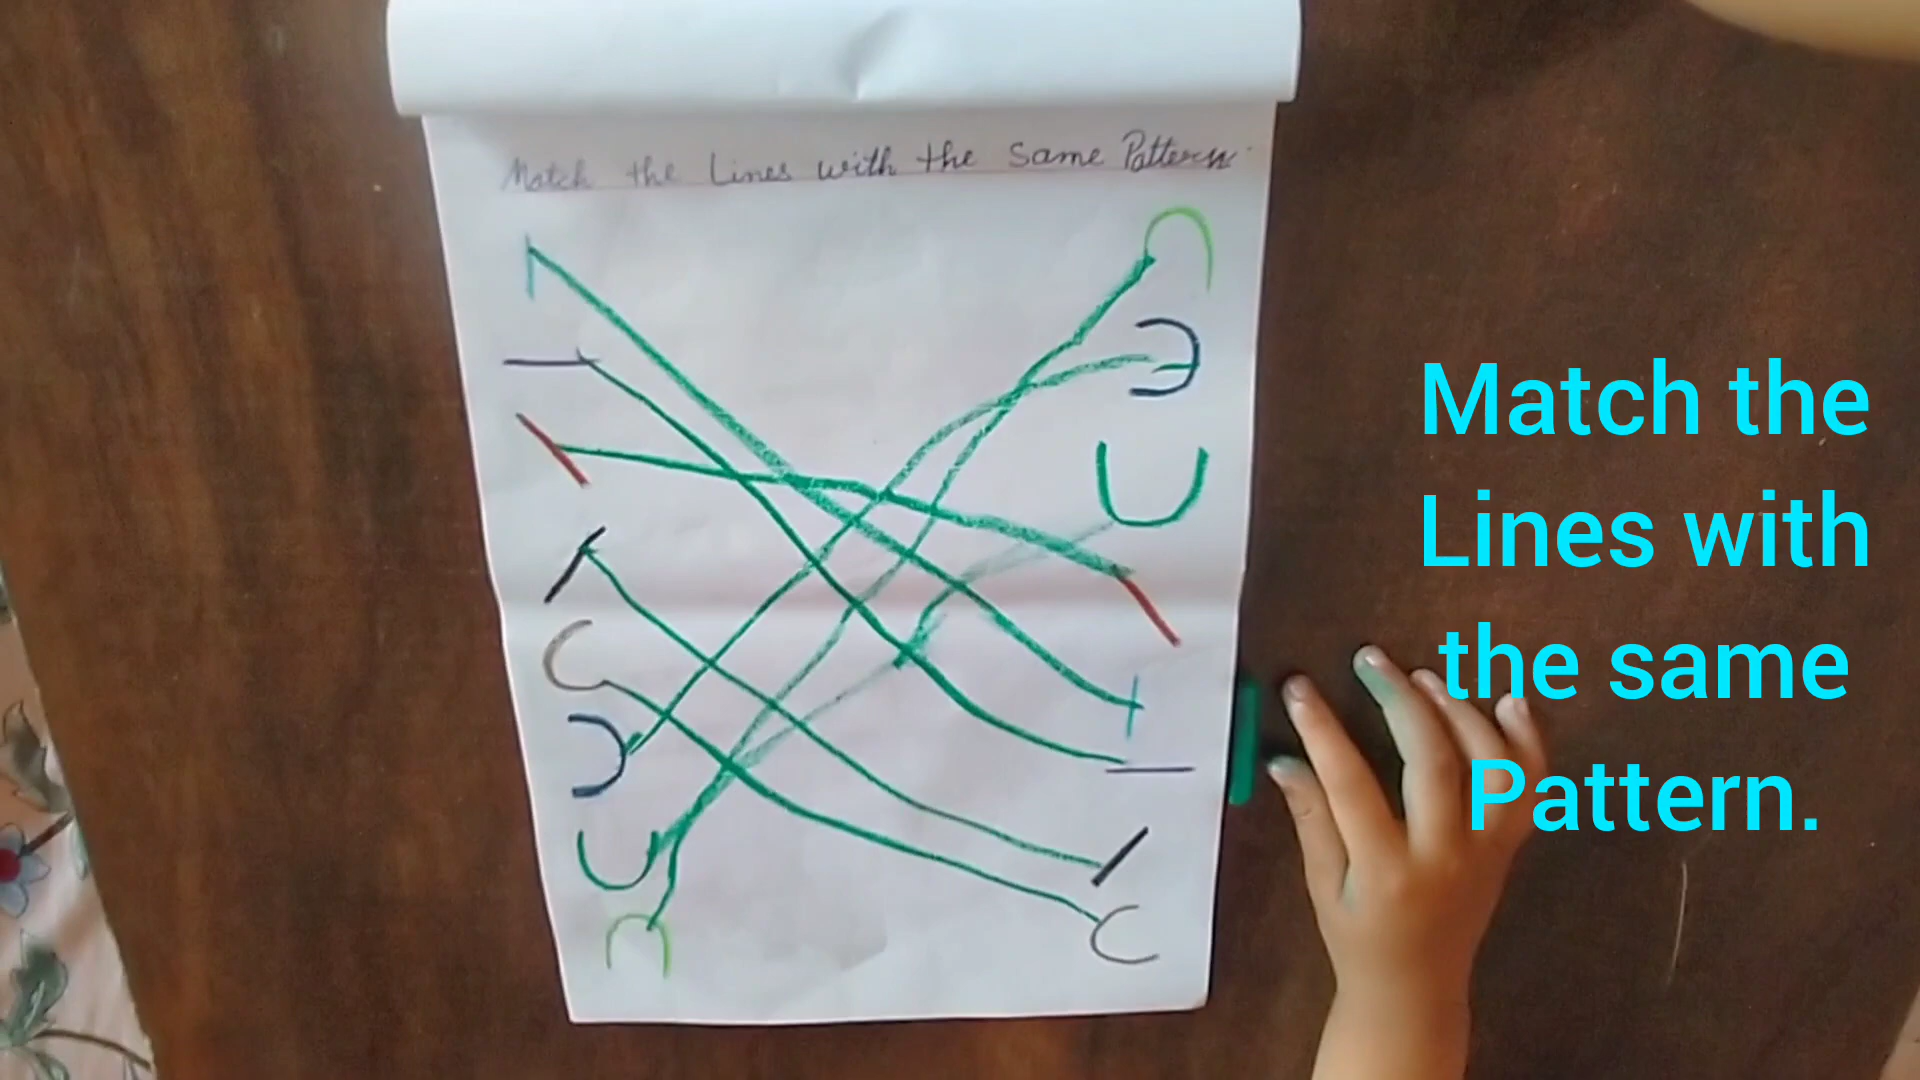 Match the Lines with the Same Pattern.
Match the
Lines with
the same
Pattern.